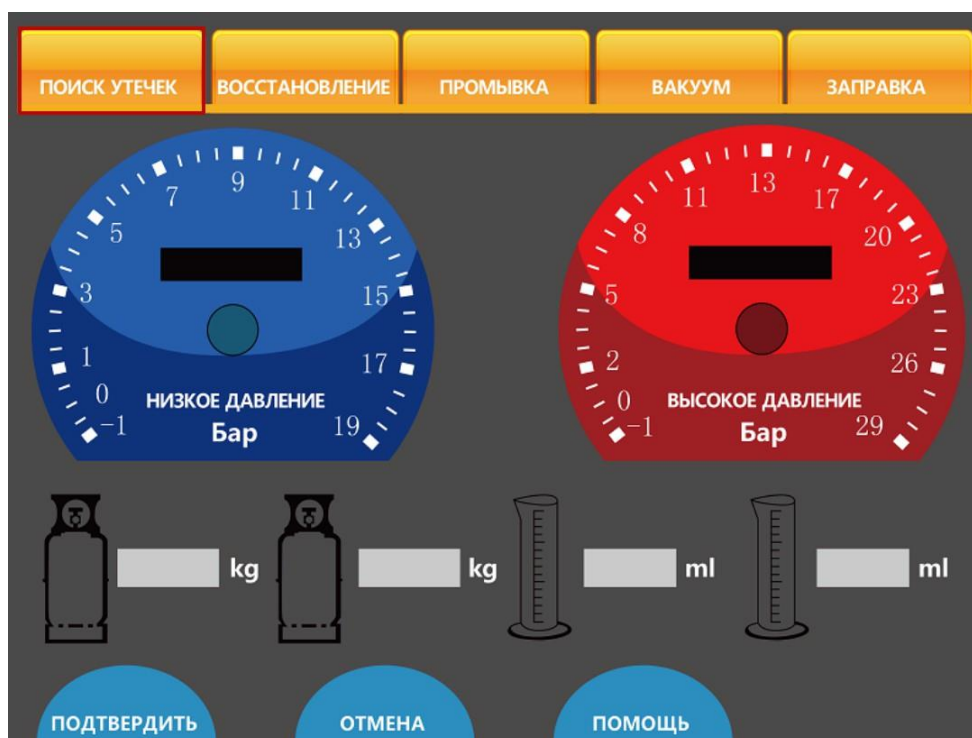 ПОИСК УТЕЧЕК
ВОССТАНОВЛЕНИЕ
ПРОМЫВКА
ВАКУУМ
ЗАПРАВКА
-1
0
1
3
5
7
9
11
13
15
17
19
НИЗКОЕ ДАВЛЕНИЕ
Бар
-1
0
2
5
8
11
13
17
20
23
26
29
ВЫСОКОЕ ДАВЛЕНИЕ
Бар
kg
kg
ml
ml
ПОДТВЕРДИТЬ
ОТМЕНА
ПОМОЩЬ